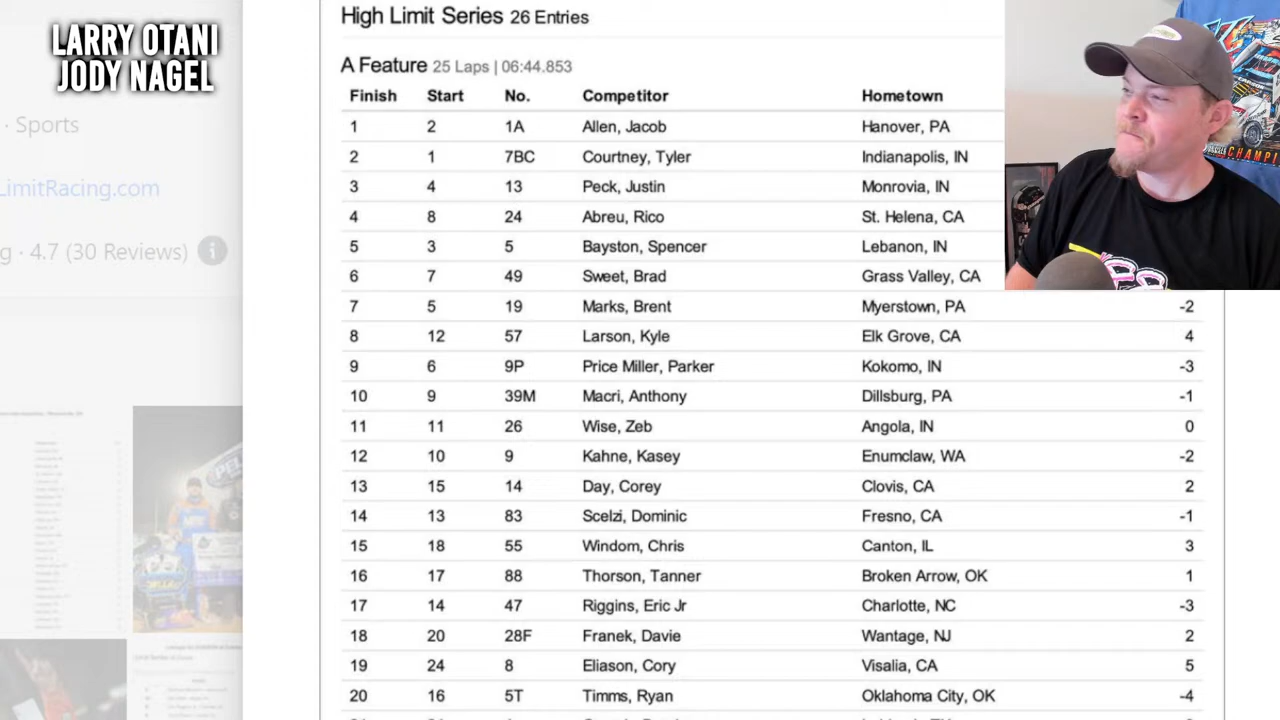 LARRY OTANI
JODY NAGEL
· Sports
LimitRacing.com
g · 4.7 (30 Reviews) i
High Limit Series 26 Entries
A Feature 25 Laps | 06:44.853
Finish Start No. Competitor Hometown
1 2 1A Allen, Jacob Hanover, PA
2 1 7BC Courtney, Tyler Indianapolis, IN
3 4 13 Peck, Justin Monrovia, IN
4 8 24 Abreu, Rico St. Helena, CA
5 3 5 Bayston, Spencer Lebanon, IN
6 7 49 Sweet, Brad Grass Valley, CA
7 5 19 Marks, Brent Myerstown, PA -2
8 12 57 Larson, Kyle Elk Grove, CA 4
9 6 9P Price Miller, Parker Kokomo, IN -3
10 9 39M Macri, Anthony Dillsburg, PA -1
11 11 26 Wise, Zeb Angola, IN 0
12 10 9 Kahne, Kasey Enumclaw, WA -2
13 15 14 Day, Corey Clovis, CA 2
14 13 83 Scelzi, Dominic Fresno, CA -1
15 18 55 Windom, Chris Canton, IL 3
16 17 88 Thorson, Tanner Broken Arrow, OK 1
17 14 47 Riggins, Eric Jr Charlotte, NC -3
18 20 28F Franek, Davie Wantage, NJ 2
19 24 8 Eliason, Cory Visalia, CA 5
20 16 5T Timms, Ryan Oklahoma City, OK -4